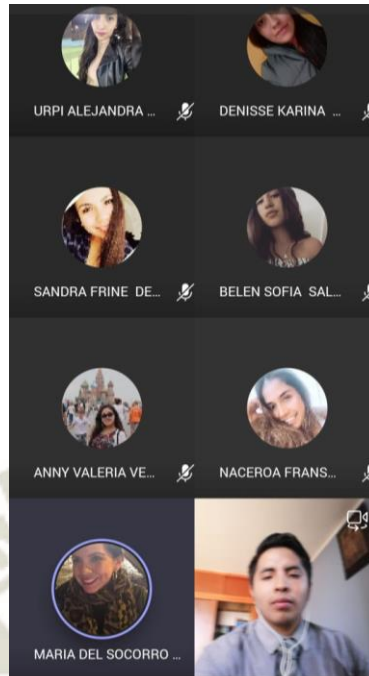 URPI ALEJANDRA ...
DENISSE KARINA ...
SANDRA FRINE DE...
BELEN SOFIA SAL...
ANNY VALERIA VE...
NACEROA FRANS...
MARIA DEL SOCORRO ...